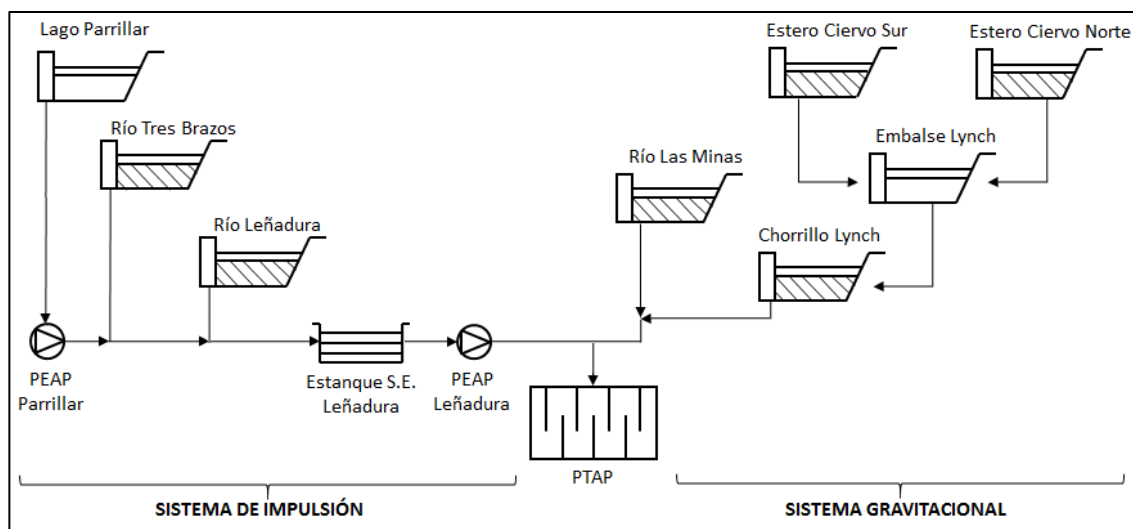 Lago Parrillar
Estero Ciervo Sur
Estero Ciervo Norte
Río Tres Brazos
Embalse Lynch
Río Las Minas
Río Leñadura
Chorrillo Lynch
PEAP
Parrillar
Estanque S.E.
Leñadura
PEAP
Leñadura
PTAP
SISTEMA DE IMPULSIÓN
SISTEMA GRAVITACIONAL